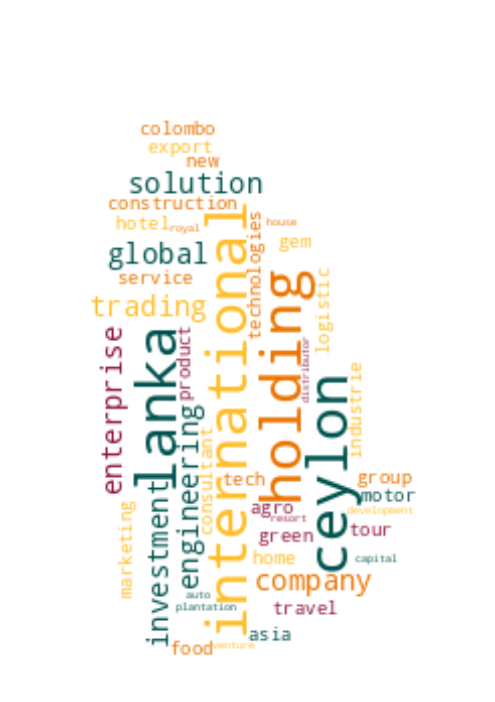 colombo
export
new
solution
construction
hotel
royal
house
global
technologies
gem
service
international
holding
logistic
trading
enterprise
lanka
product
distributor
ceylon
industrie
engineering
consultant
tech
group
motor
investment
marketing
agro
resort
development
green
tour
home
capital
company
auto
plantation
travel
asia
food
venture